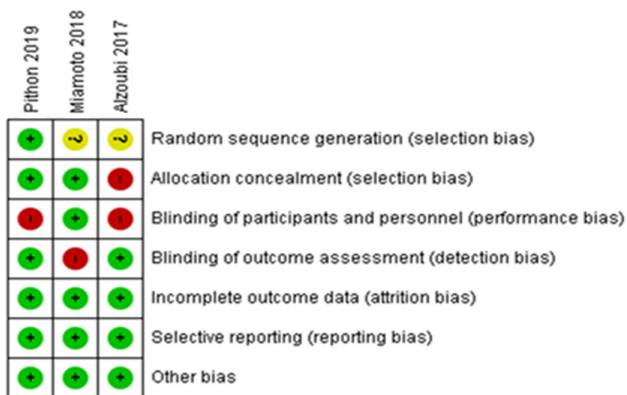 Pithon 2019
Miamoto 2018
Alzoubi 2017
+ ? ? Random sequence generation (selection bias)
+ + - Allocation concealment (selection bias)
- + - Blinding of participants and personnel (performance bias)
+ - + Blinding of outcome assessment (detection bias)
+ + + Incomplete outcome data (attrition bias)
+ + + Selective reporting (reporting bias)
+ + + Other bias